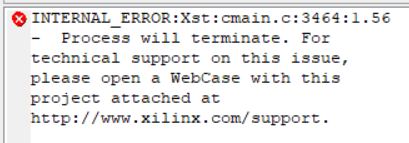 INTERNAL_ERROR:Xst:cmain.c:3464:1.56
-  Process will terminate. For
technical support on this issue,
please open a WebCase with this
project attached at
http://www.xilinx.com/support.